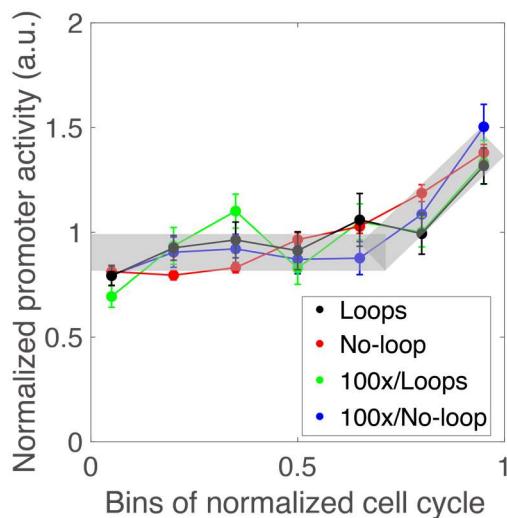 Normalized promoter activity (a.u.)
2
1.5
1
0.5
0
Loops
No-loop
100x/Loops
100x/No-loop
0
0.5
1
Bins of normalized cell cycle